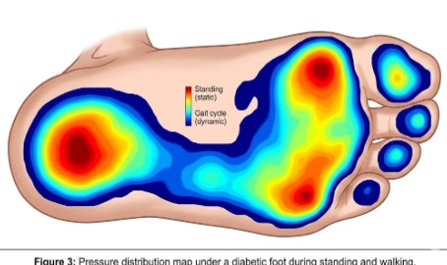 Standing
(static)
Gait cycle
(dynamic)
Figure 3: Pressure distribution map under a diabetic foot during standing and walking.